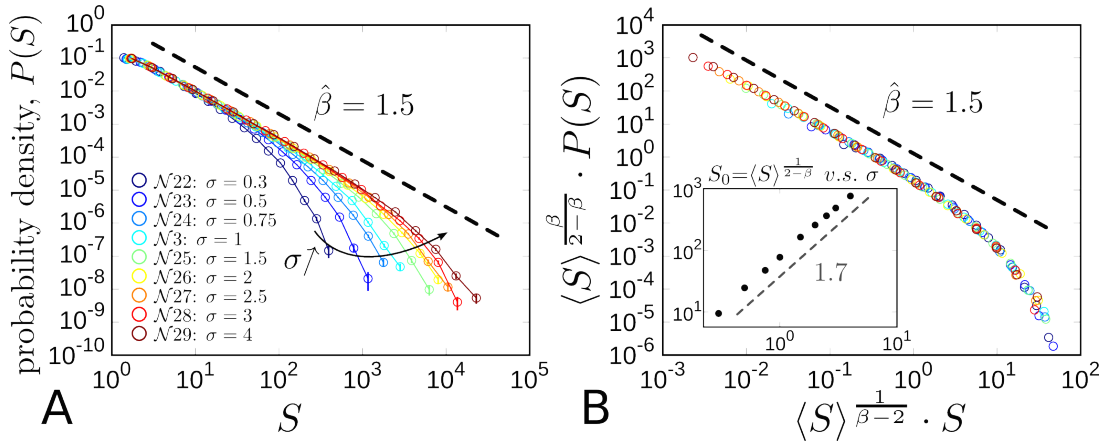 probability density, P(S)
10^0
10^-1
10^-2
10^-3
10^-4
10^-5
10^-6
10^-7
10^-8
10^-9
10^-10
β̂ = 1.5
𝒩22: σ = 0.3
𝒩23: σ = 0.5
𝒩24: σ = 0.75
𝒩3: σ = 1
𝒩25: σ = 1.5
𝒩26: σ = 2
𝒩27: σ = 2.5
𝒩28: σ = 3
𝒩29: σ = 4
σ↗
10^0 10^1 10^2 10^3 10^4 10^5
A
S
⟨S⟩^(β/(2−β)) · P(S)
10^4
10^3
10^2
10^1
10^0
10^-1
10^-2
10^-3
10^-4
10^-5
10^-6
β̂ = 1.5
S₀=⟨S⟩^(1/(2−β)) v.s. σ
10^3
10^2
10^1
1.7
10^0 10^1
10^-3 10^-2 10^-1 10^0 10^1 10^2
B
⟨S⟩^(1/(β−2)) · S